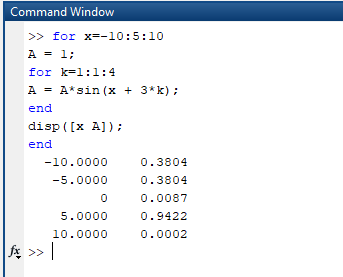 Command Window
>> for x=-10:5:10
A = 1;
for k=1:1:4
A = A*sin(x + 3*k);
end
disp([x A]);
end
-10.0000 0.3804
-5.0000 0.3804
0 0.0087
5.0000 0.9422
10.0000 0.0002
fx >>